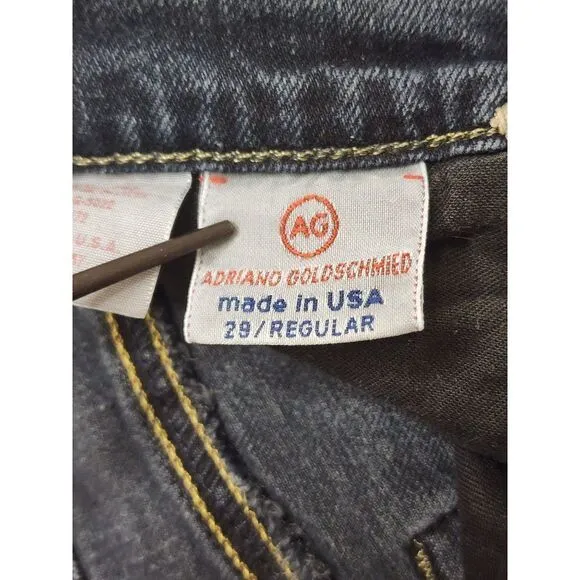 AG
ADRIANO GOLDSCHMIED
made in USA
29/REGULAR
U.S.A